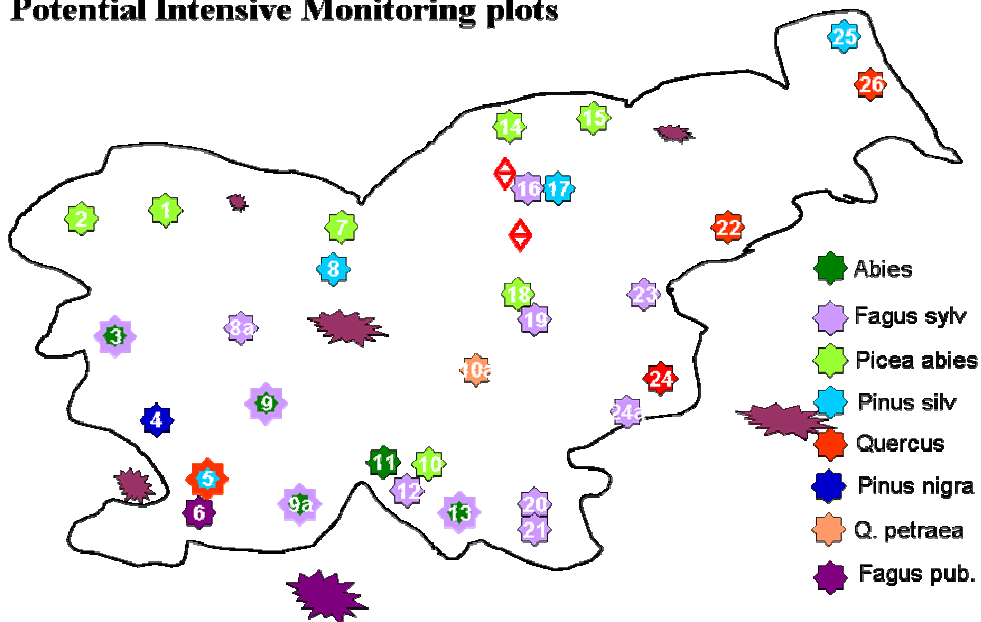 Potential Intensive Monitoring plots
25
26
14
15
16
17
2
1
7
22
8
18
23
19
3
8a
10a
24
9
24a
4
11
10
5
12
9a
6
13
20
21
Abies
Fagus sylv
Picea abies
Pinus silv
Quercus
Pinus nigra
Q. petraea
Fagus pub.